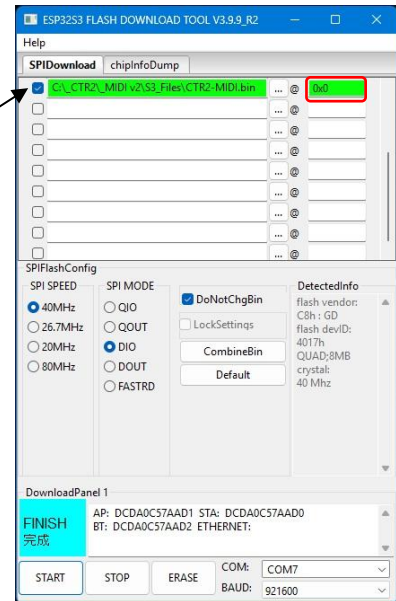 ESP32S3 FLASH DOWNLOAD TOOL V3.9.9_R2
Help
SPIDownload chipInfoDump
C:\_CTR2\_MIDI v2\S3_Files\CTR2-MIDI.bin ... @ 0x0
... @
... @
... @
... @
... @
... @
... @
SPIFlashConfig
SPI SPEED
40MHz
26.7MHz
20MHz
80MHz
SPI MODE
QIO
QOUT
DIO
DOUT
FASTRD
DoNotChgBin
LockSettings
CombineBin
Default
DetectedInfo
flash vendor:
C8h : GD
flash devID:
4017h
QUAD;8MB
crystal:
40 Mhz
DownloadPanel 1
FINISH
完成
AP: DCDA0C57AAD1 STA: DCDA0C57AAD0
BT: DCDA0C57AAD2 ETHERNET:
START STOP ERASE
COM: COM7
BAUD: 921600